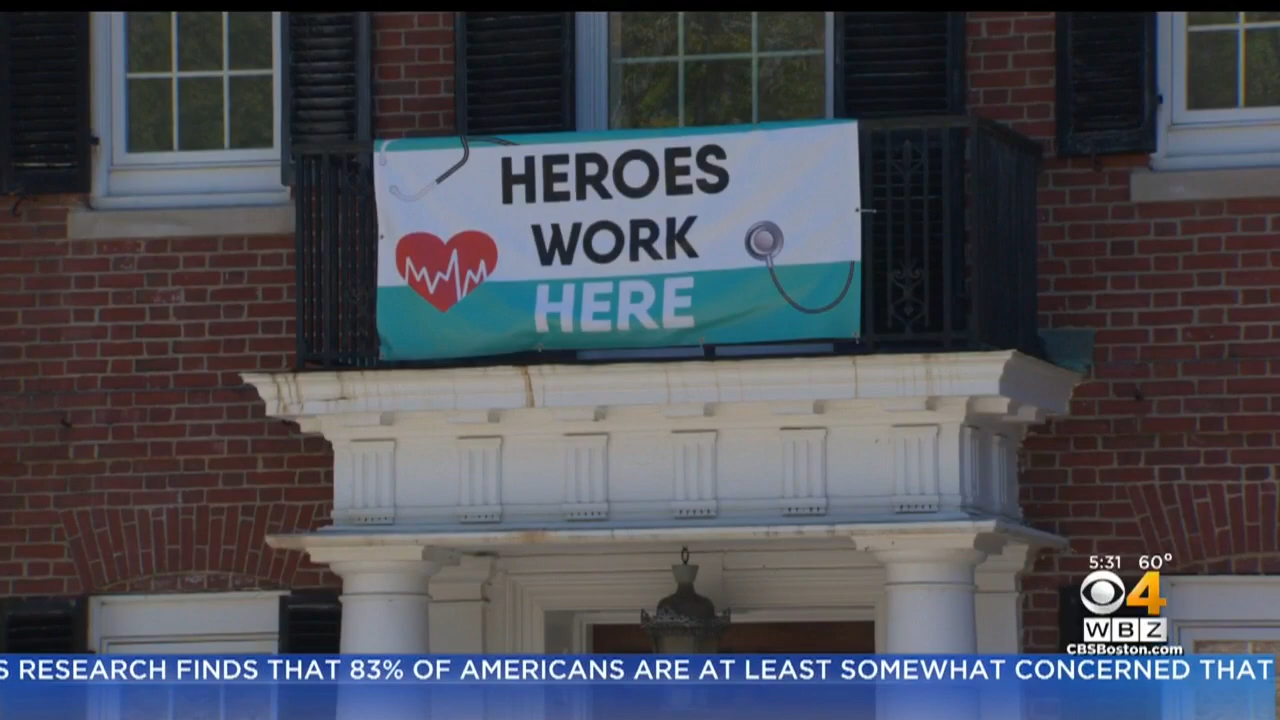 HEROES
WORK
HERE
5:31 60°
4
WBZ
CBSBoston.com
S RESEARCH FINDS THAT 83% OF AMERICANS ARE AT LEAST SOMEWHAT CONCERNED THAT